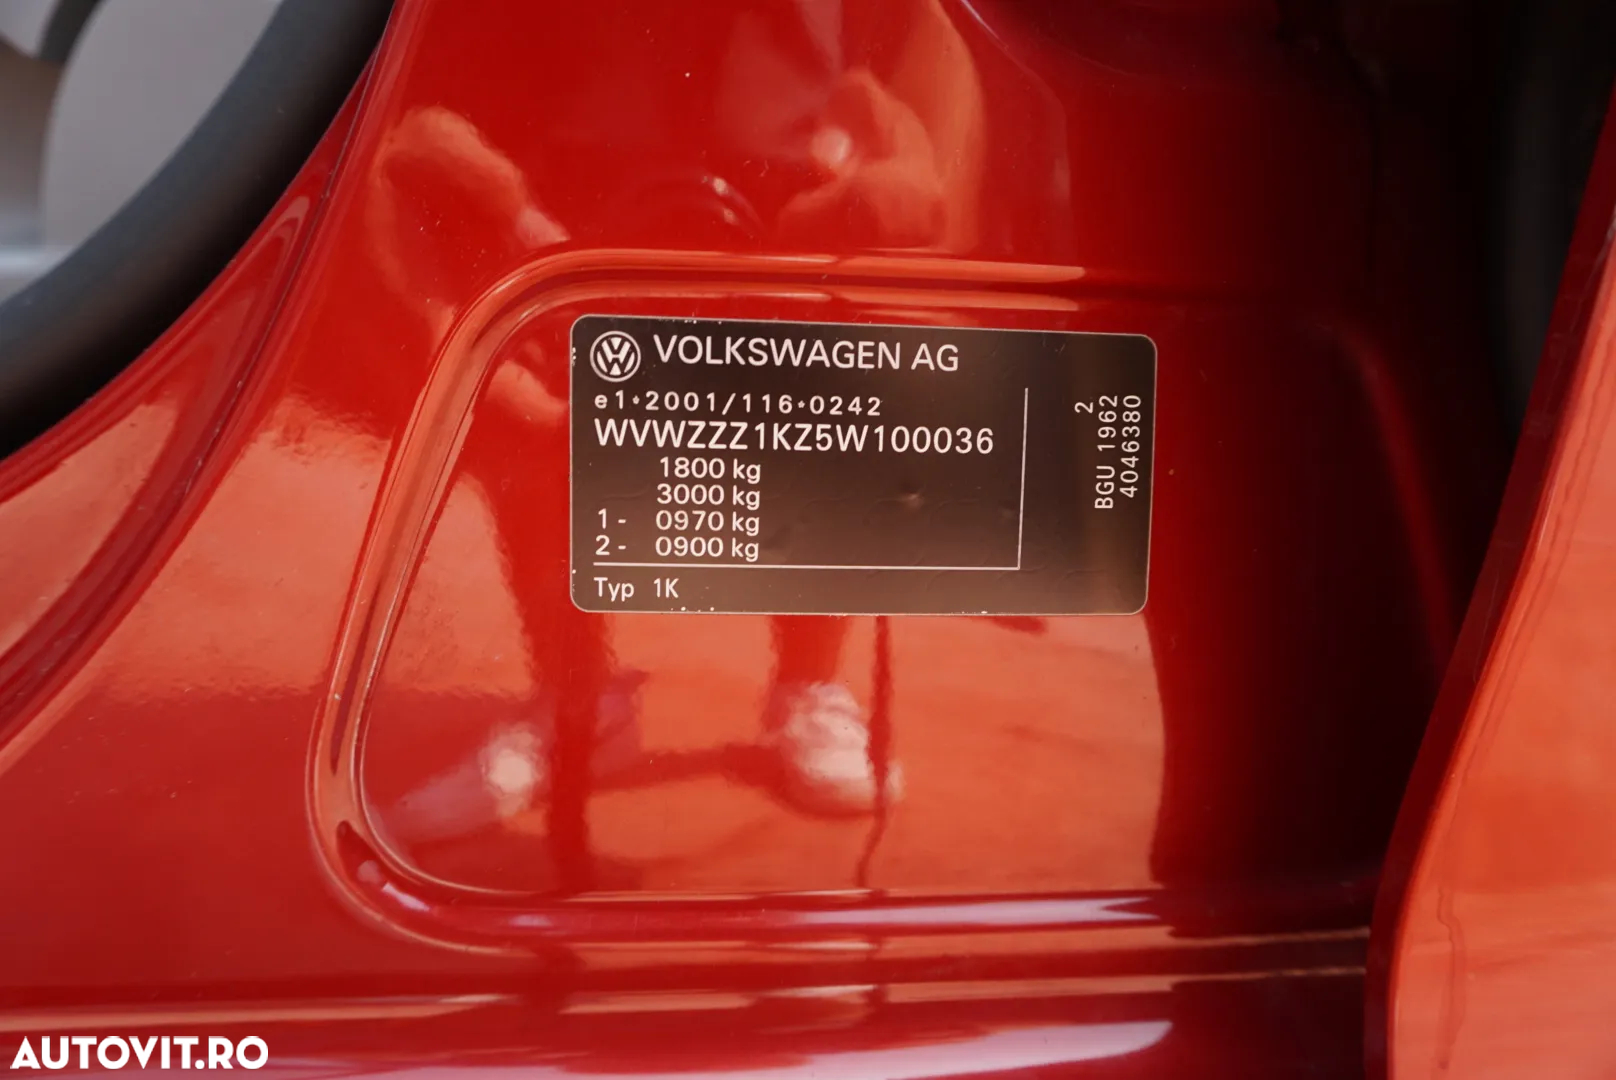 VOLKSWAGEN AG
e1*2001/116*0242
WVWZZZ1KZ5W100036
1800 kg
3000 kg
1- 0970 kg
2- 0900 kg
Typ 1K
2
BGU 1962
4046380
AUTOVIT.RO